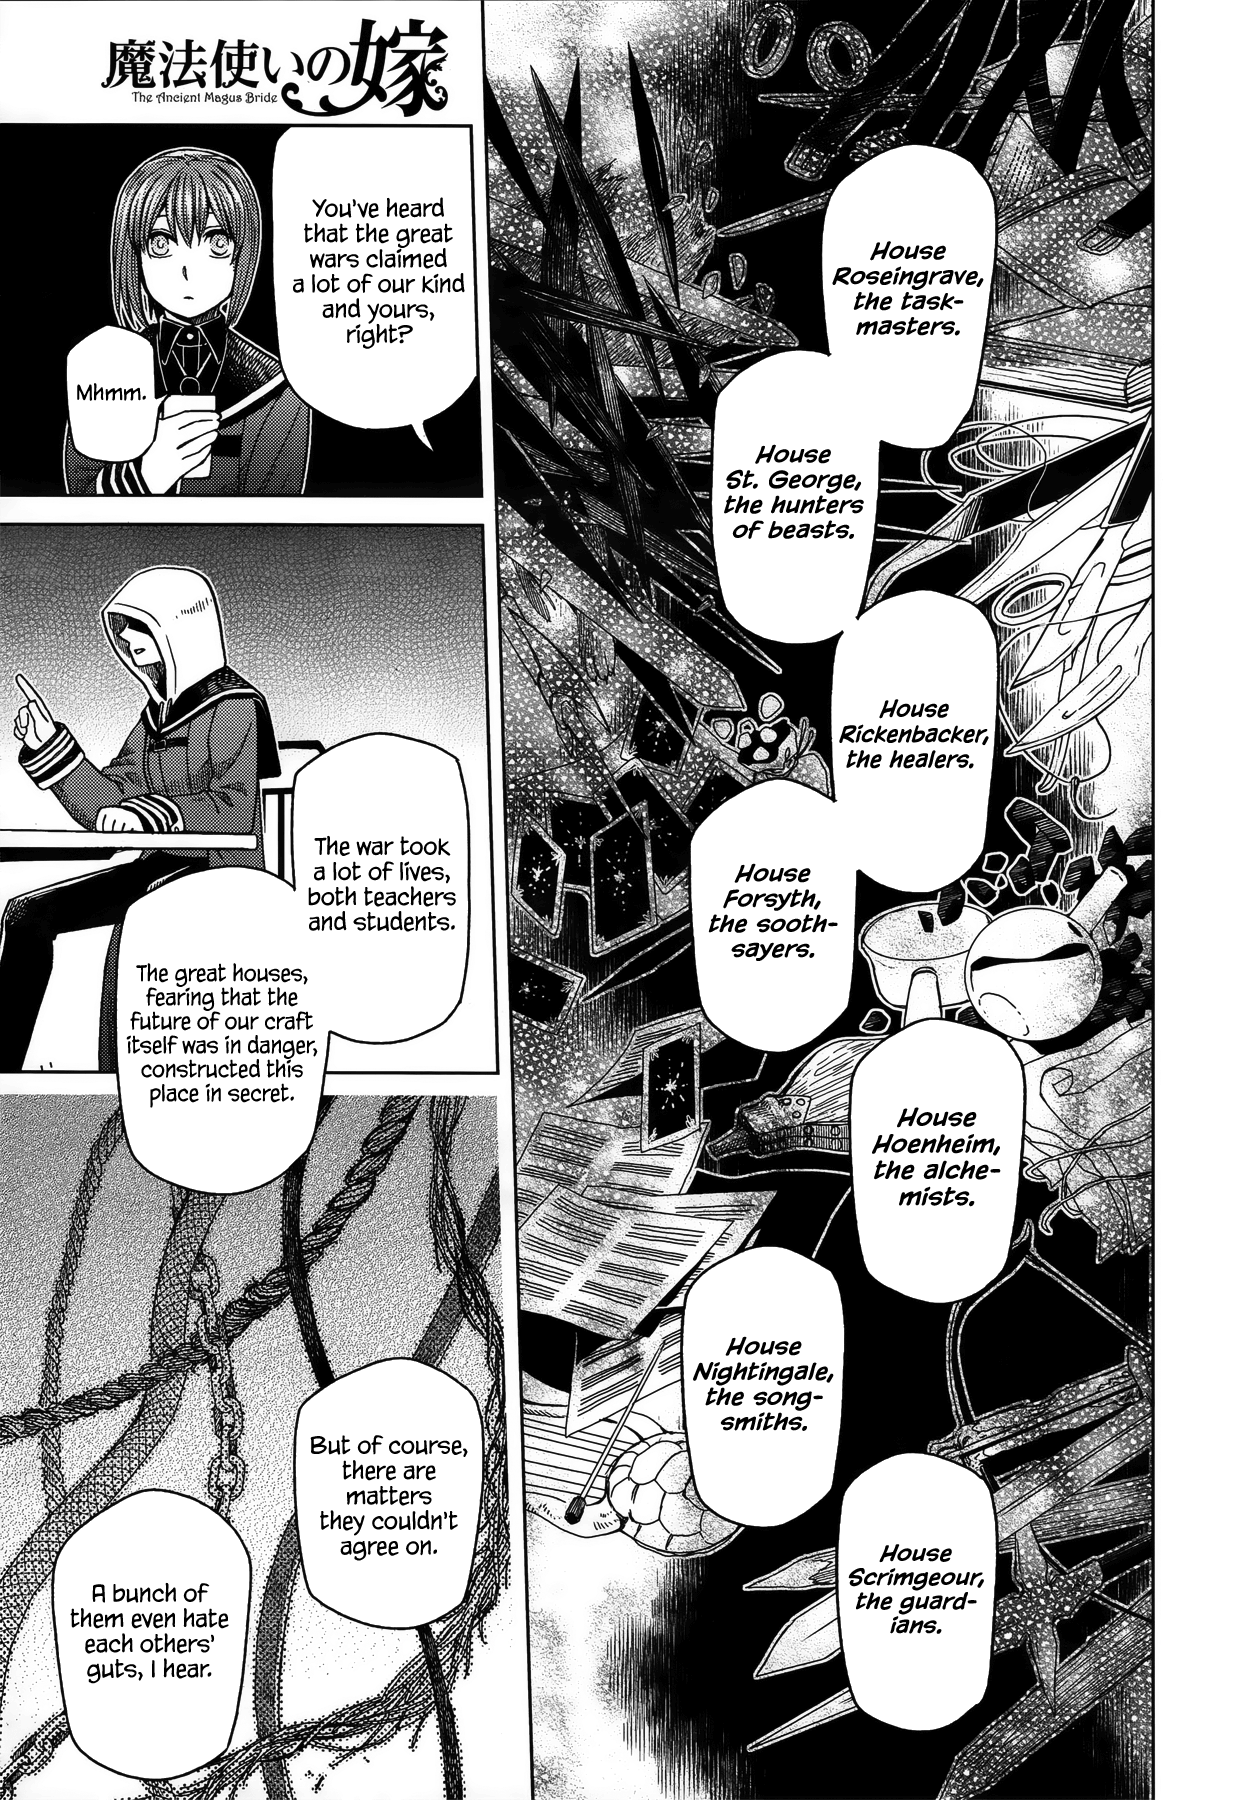 House
Roseingrave,
the task-
masters.
House
St. George,
the hunters
of beasts.
House
Rickenbacker,
the healers.
House
Forsyth,
the sooth-
sayers.
House
Hoenheim,
the alche-
mists.
House
Nightingale,
the song-
smiths.
House
Scrimgeour,
the guard-
ians.
魔法使いの嫁
The Ancient Magus Bride
You've heard
that the great
wars claimed
a lot of our kind
and yours,
right?
Mhmm.
The war took
a lot of lives,
both teachers
and students.
The great houses,
fearing that the
future of our craft
itself was in danger,
constructed this
place in secret.
But of course,
there are
matters
they couldn't
agree on.
A bunch of
them even hate
each others'
guts, I hear.